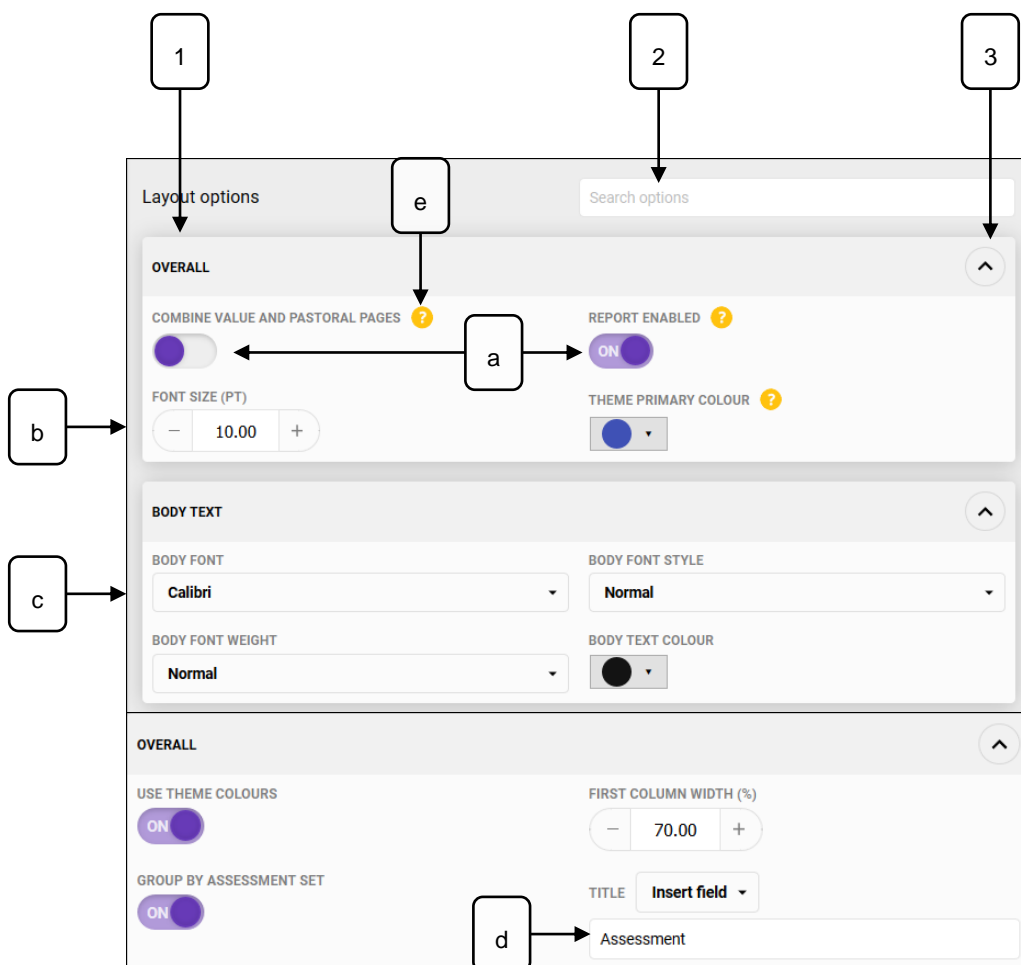 1 2 3
Layout options Search options
e
OVERALL
COMBINE VALUE AND PASTORAL PAGES ? REPORT ENABLED ?
a ON
FONT SIZE (PT) THEME PRIMARY COLOUR ?
b − 10.00 +
BODY TEXT
BODY FONT BODY FONT STYLE
c Calibri Normal
BODY FONT WEIGHT BODY TEXT COLOUR
Normal
OVERALL
USE THEME COLOURS FIRST COLUMN WIDTH (%)
ON − 70.00 +
GROUP BY ASSESSMENT SET TITLE Insert field
ON
d Assessment